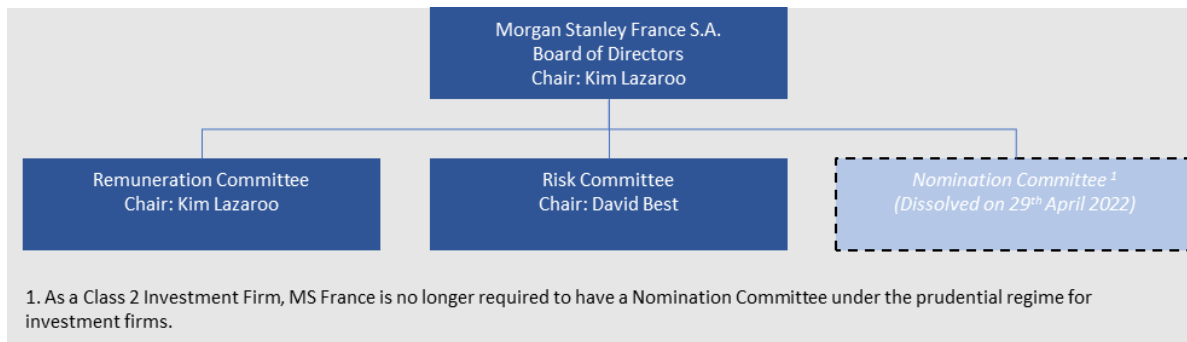 Morgan Stanley France S.A.
Board of Directors
Chair: Kim Lazaroo
Remuneration Committee
Chair: Kim Lazaroo
Risk Committee
Chair: David Best
Nomination Committee ¹
(Dissolved on 29th April 2022)
1. As a Class 2 Investment Firm, MS France is no longer required to have a Nomination Committee under the prudential regime for
investment firms.